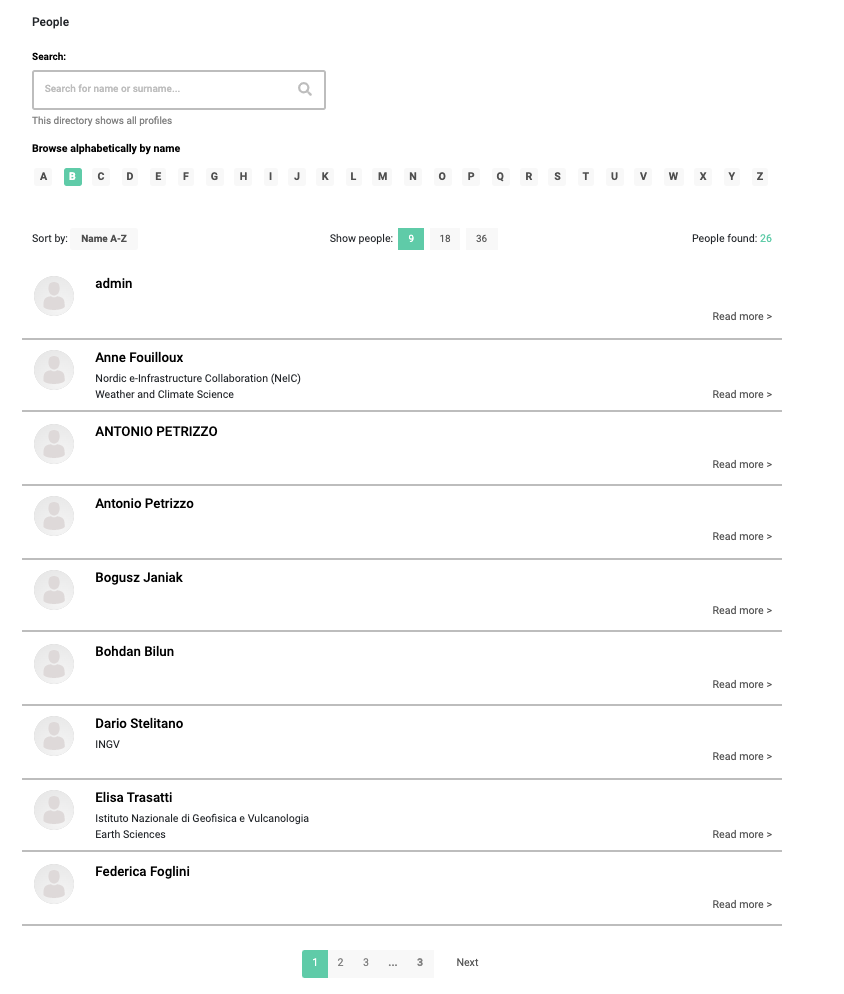 People
Search:
Search for name or surname...
This directory shows all profiles
Browse alphabetically by name
A B C D E F G H I J K L M N O P Q R S T U V W X Y Z
Sort by: Name A-Z Show people: 9 18 36 People found: 26
admin
Read more >
Anne Fouilloux
Nordic e-Infrastructure Collaboration (NeIC)
Weather and Climate Science Read more >
ANTONIO PETRIZZO
Read more >
Antonio Petrizzo
Read more >
Bogusz Janiak
Read more >
Bohdan Bilun
Read more >
Dario Stelitano
INGV
Read more >
Elisa Trasatti
Istituto Nazionale di Geofisica e Vulcanologia
Earth Sciences Read more >
Federica Foglini
Read more >
1 2 3 ... 3 Next